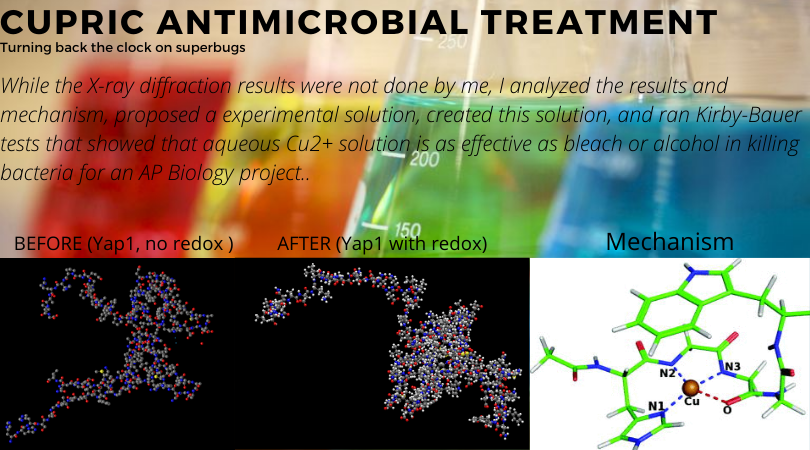 CUPRIC ANTIMICROBIAL TREATMENT
Turning back the clock on superbugs
250
While the X-ray diffraction results were not done by me, I analyzed the results and
mechanism, proposed a experimental solution, created this solution, and ran Kirby-Bauer
tests that showed that aqueous Cu2+ solution is as effective as bleach or alcohol in killing
200
bacteria for an AP Biology project..
150
BEFORE (Yap1, no redox )
AFTER (Yap1 with redox)
Mechanism
N2
N3
Cu
N1
O